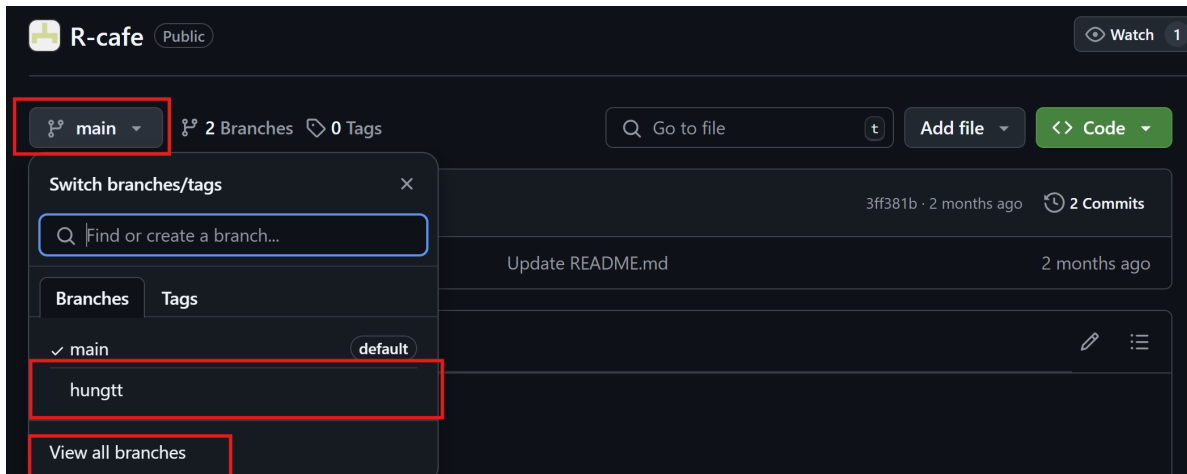 R-cafe Public
Watch 1
main 2 Branches 0 Tags
Go to file t
Add file
Code
Switch branches/tags
Find or create a branch...
3ff381b · 2 months ago 2 Commits
Update README.md 2 months ago
Branches Tags
main default
hungtt
View all branches